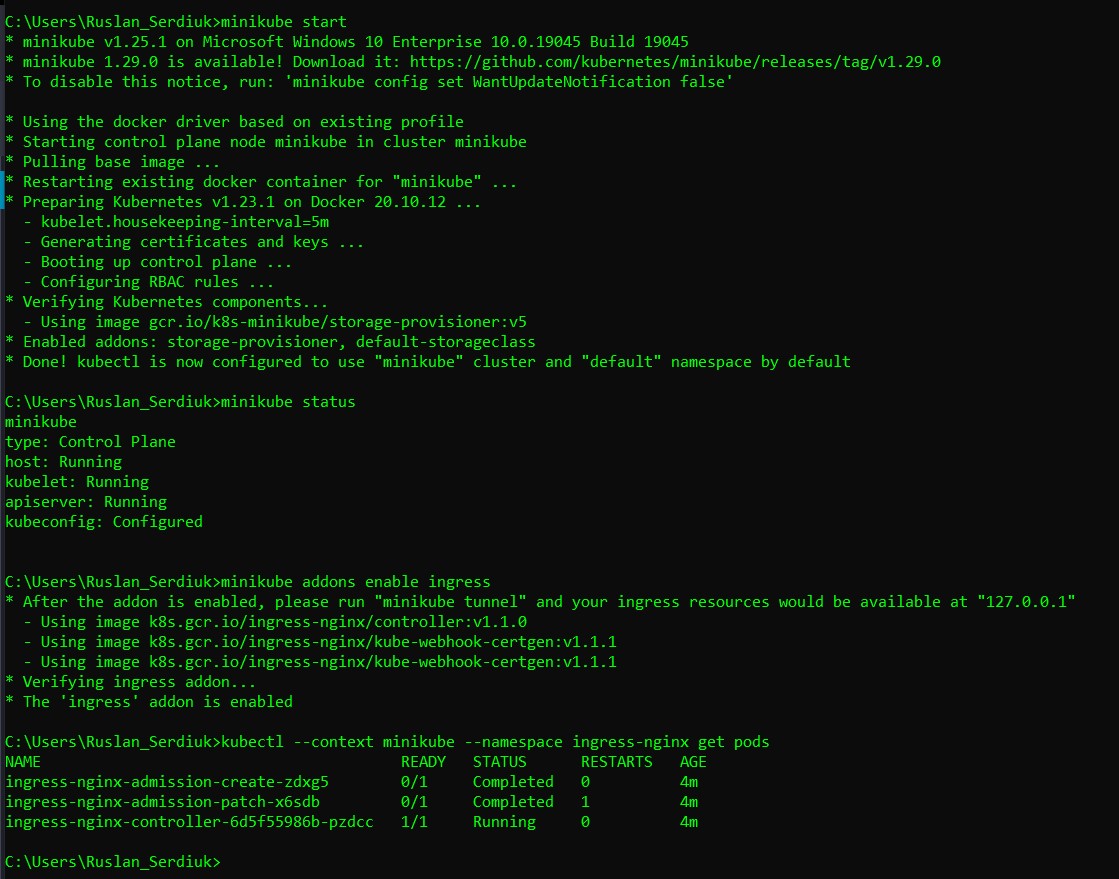 C:\Users\Ruslan_Serdiuk>minikube start
* minikube v1.25.1 on Microsoft Windows 10 Enterprise 10.0.19045 Build 19045
* minikube 1.29.0 is available! Download it: https://github.com/kubernetes/minikube/releases/tag/v1.29.0
* To disable this notice, run: 'minikube config set WantUpdateNotification false'

* Using the docker driver based on existing profile
* Starting control plane node minikube in cluster minikube
* Pulling base image ...
* Restarting existing docker container for "minikube" ...
* Preparing Kubernetes v1.23.1 on Docker 20.10.12 ...
  - kubelet.housekeeping-interval=5m
  - Generating certificates and keys ...
  - Booting up control plane ...
  - Configuring RBAC rules ...
* Verifying Kubernetes components...
  - Using image gcr.io/k8s-minikube/storage-provisioner:v5
* Enabled addons: storage-provisioner, default-storageclass
* Done! kubectl is now configured to use "minikube" cluster and "default" namespace by default

C:\Users\Ruslan_Serdiuk>minikube status
minikube
type: Control Plane
host: Running
kubelet: Running
apiserver: Running
kubeconfig: Configured

C:\Users\Ruslan_Serdiuk>minikube addons enable ingress
* After the addon is enabled, please run "minikube tunnel" and your ingress resources would be available at "127.0.0.1"
  - Using image k8s.gcr.io/ingress-nginx/controller:v1.1.0
  - Using image k8s.gcr.io/ingress-nginx/kube-webhook-certgen:v1.1.1
  - Using image k8s.gcr.io/ingress-nginx/kube-webhook-certgen:v1.1.1
* Verifying ingress addon...
* The 'ingress' addon is enabled

C:\Users\Ruslan_Serdiuk>kubectl --context minikube --namespace ingress-nginx get pods
NAME                                        READY   STATUS      RESTARTS   AGE
ingress-nginx-admission-create-zdxg5        0/1     Completed   0          4m
ingress-nginx-admission-patch-x6sdb         0/1     Completed   1          4m
ingress-nginx-controller-6d5f55986b-pzdcc   1/1     Running     0          4m

C:\Users\Ruslan_Serdiuk>